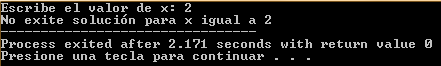 Escribe el valor de x: 2
No exite solución para x igual a 2
--------------------------------
Process exited after 2.171 seconds with return value 0
Presione una tecla para continuar . . .